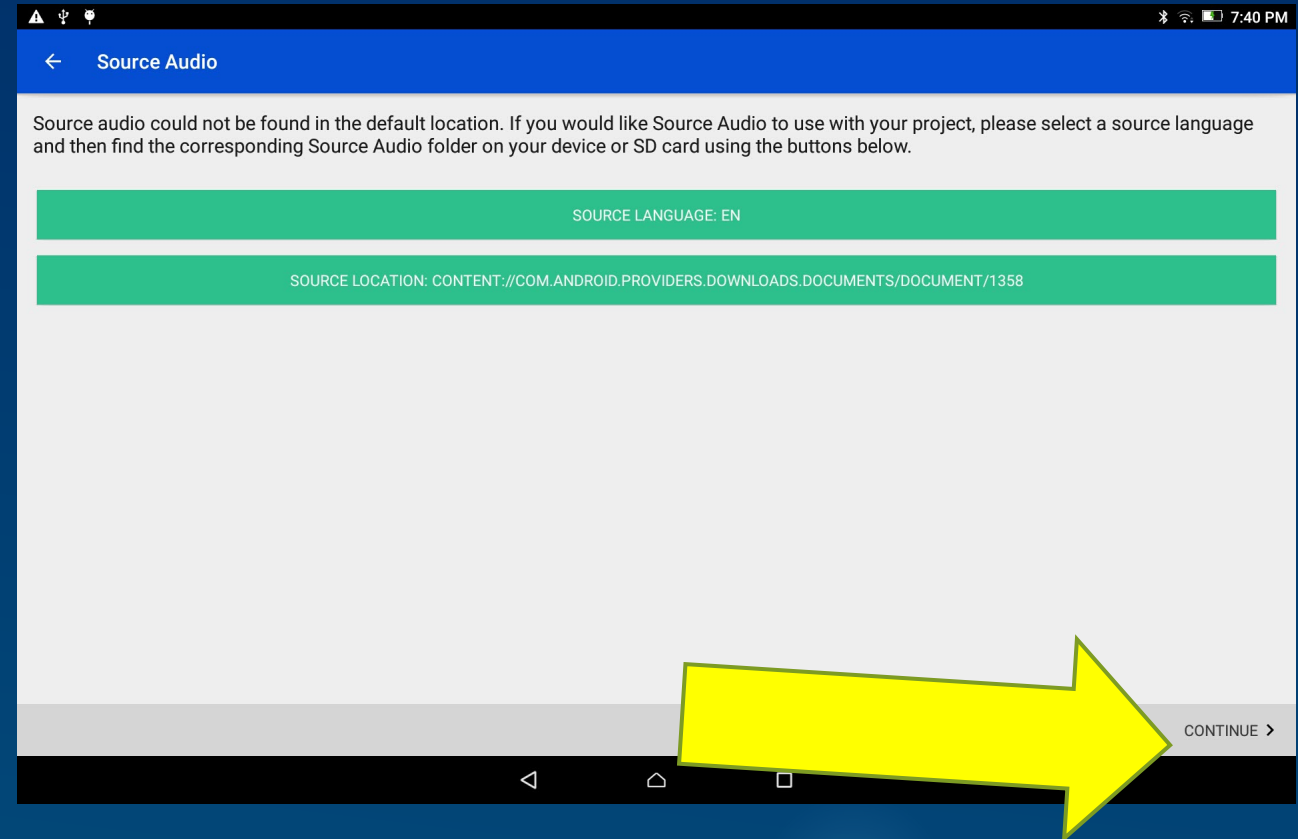 7:40 PM
Source Audio
Source audio could not be found in the default location. If you would like Source Audio to use with your project, please select a source language
and then find the corresponding Source Audio folder on your device or SD card using the buttons below.
SOURCE LANGUAGE: EN
SOURCE LOCATION: CONTENT://COM.ANDROID.PROVIDERS.DOWNLOADS.DOCUMENTS/DOCUMENT/1358
CONTINUE